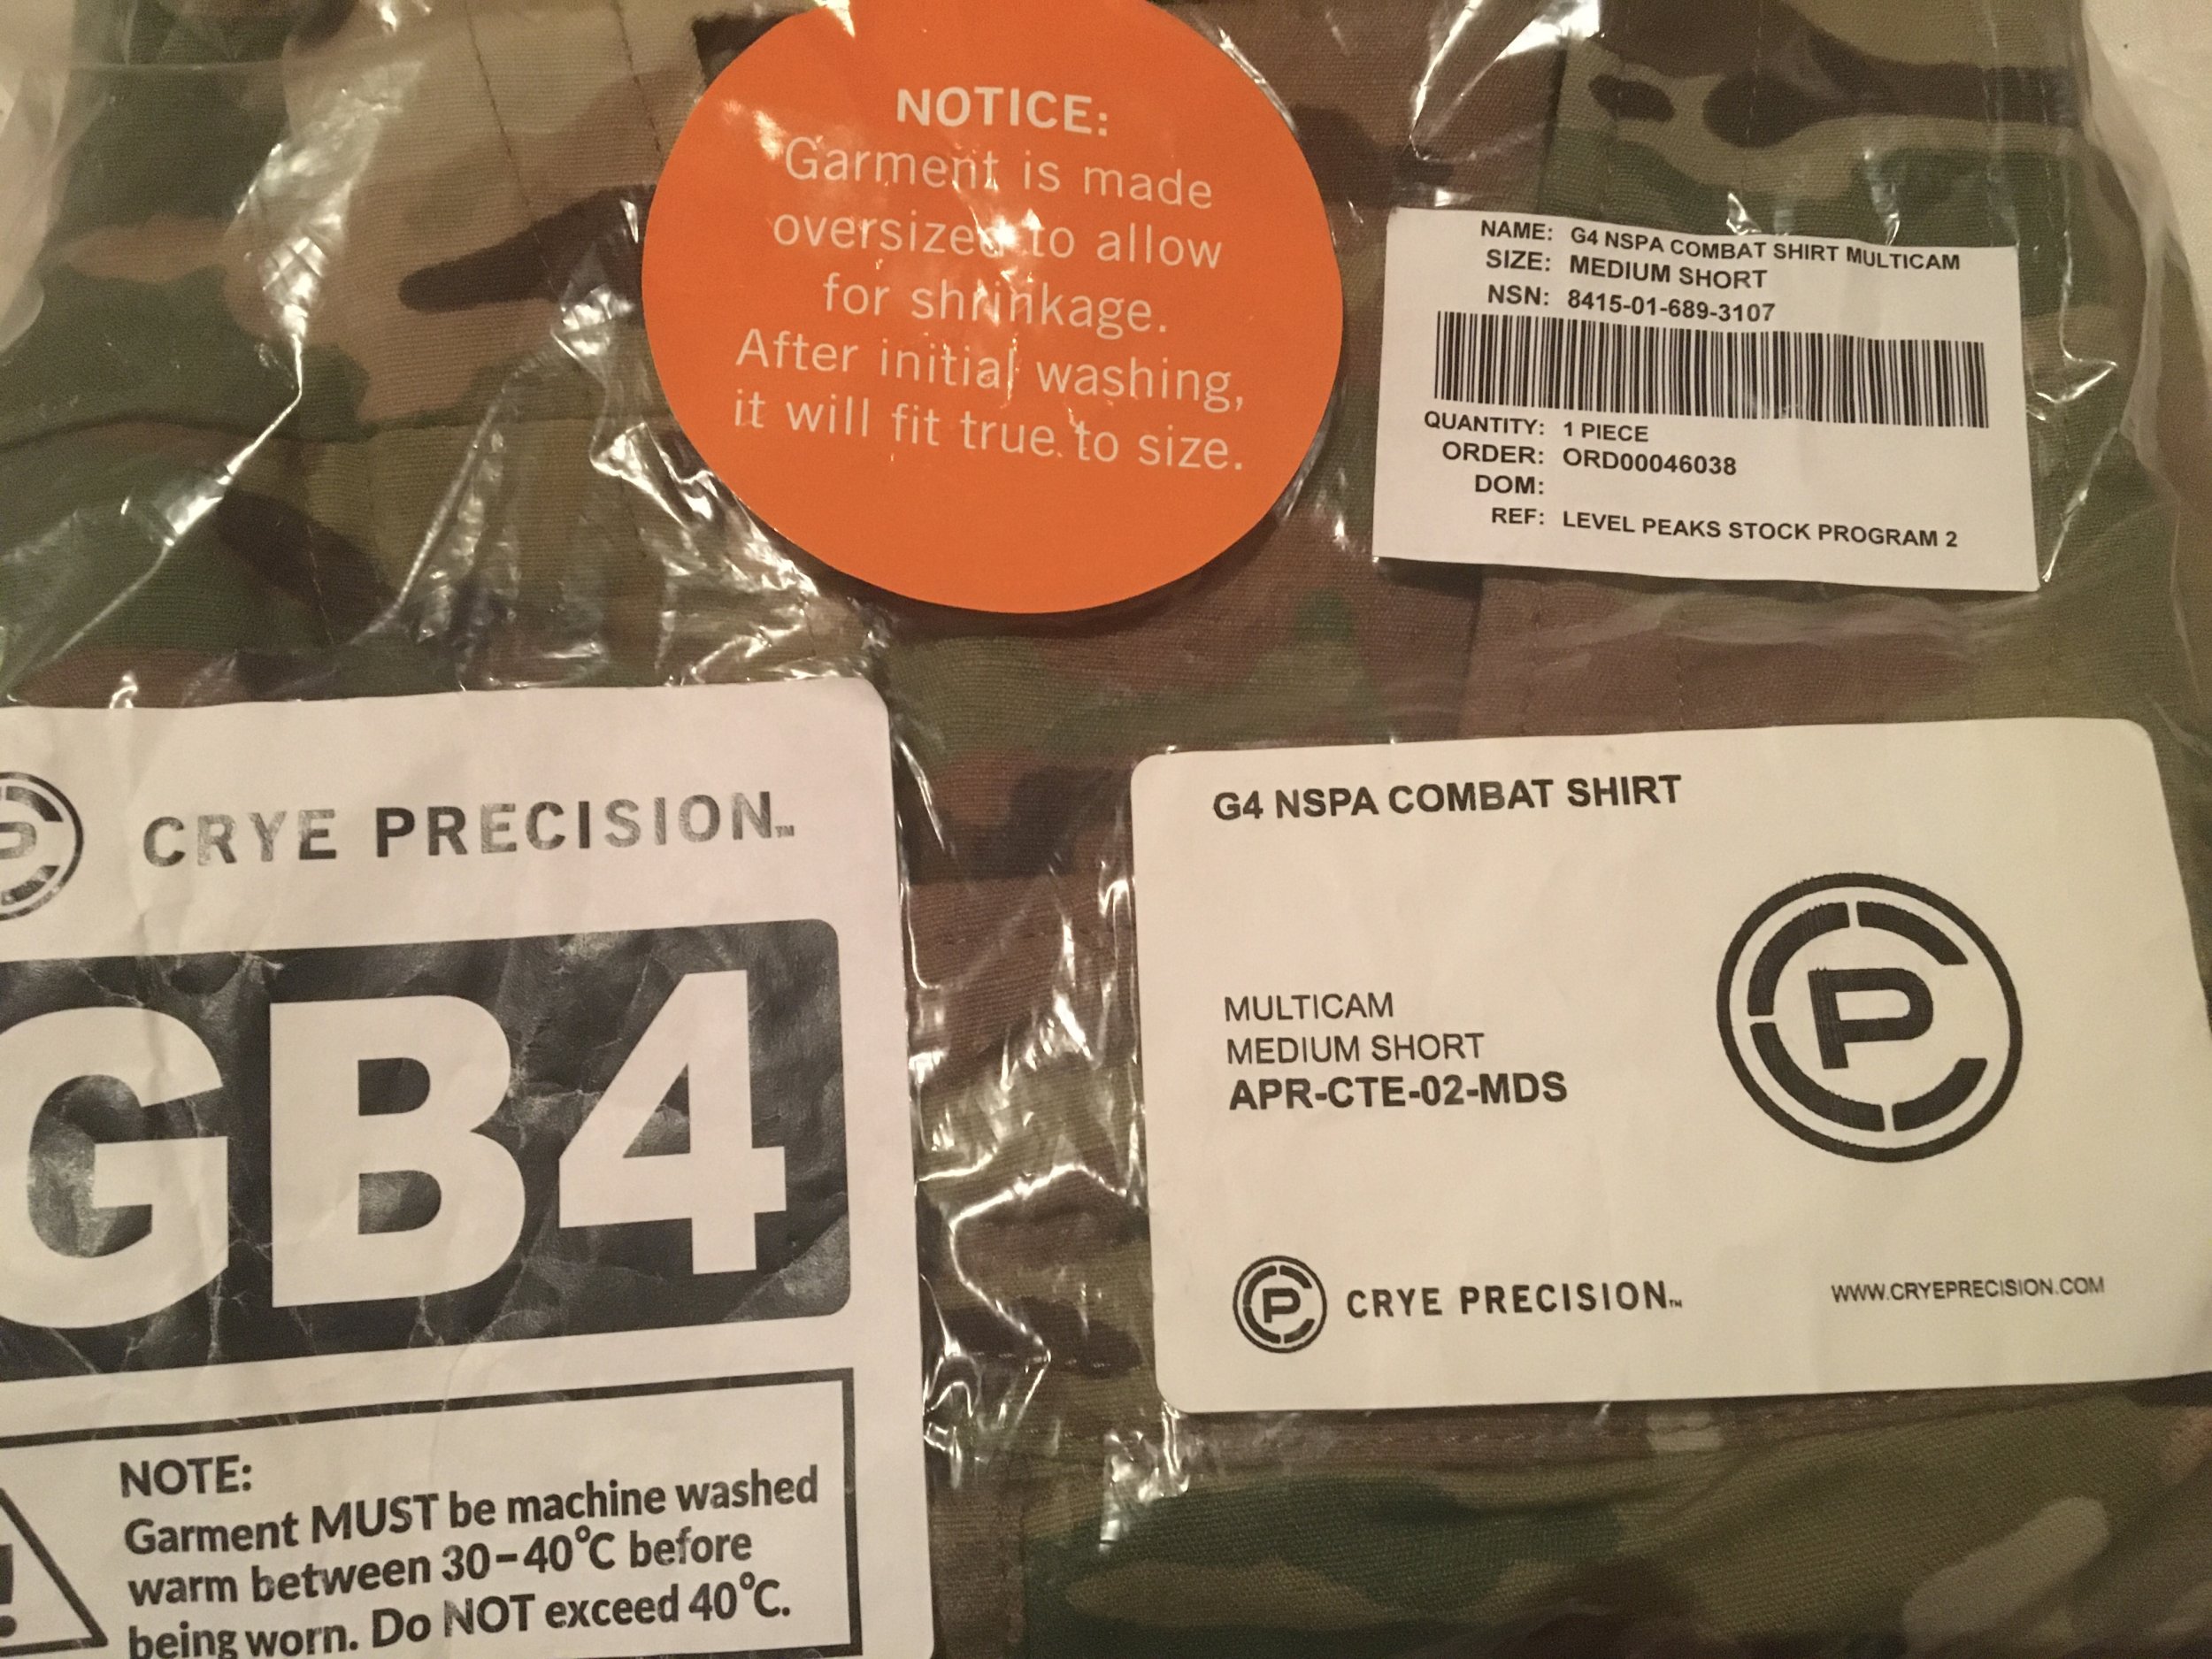 NOTICE:
Garment is made
oversized to allow
for shrinkage.
After initial washing,
it will fit true to size.
NAME: G4 NSPA COMBAT SHIRT MULTICAM
SIZE: MEDIUM SHORT
NSN: 8415-01-689-3107
QUANTITY: 1 PIECE
ORDER: ORD00046038
DOM:
REF: LEVEL PEAKS STOCK PROGRAM 2
CRYE PRECISION™
GB4
NOTE:
Garment MUST be machine washed
warm between 30–40°C before
being worn. Do NOT exceed 40°C.
G4 NSPA COMBAT SHIRT
MULTICAM
MEDIUM SHORT
APR-CTE-02-MDS
CP
CP CRYE PRECISION™
WWW.CRYEPRECISION.COM